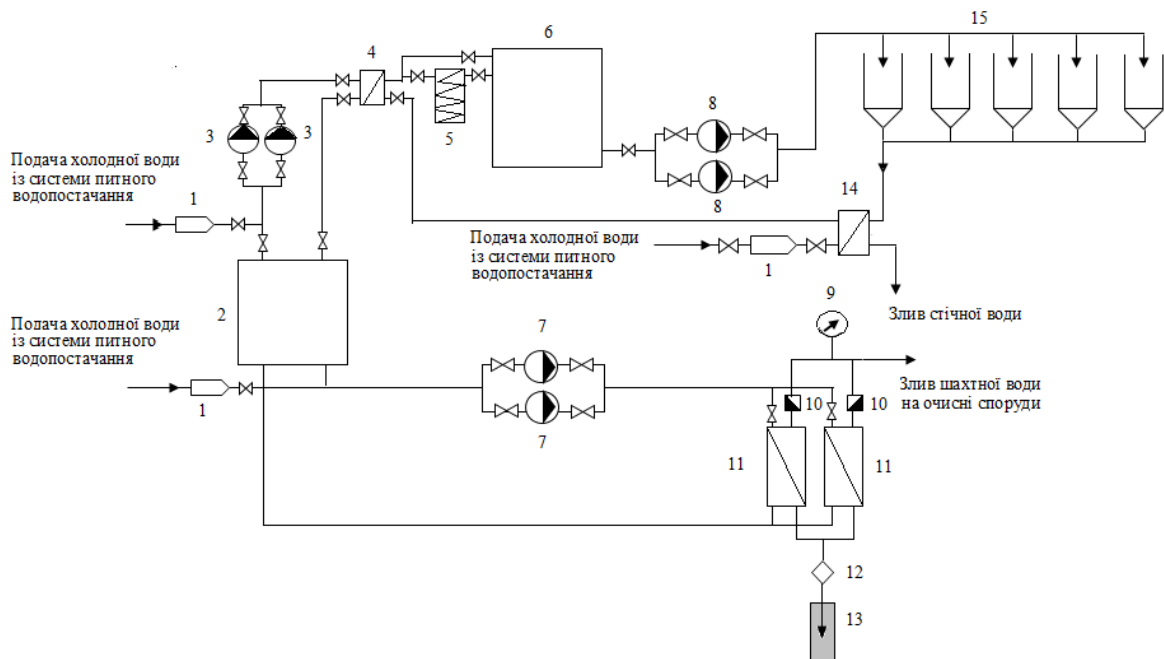 15
6
4
8
3
3
5
Подача холодної води
із системи питного
водопостачання
1
8
14
Подача холодної води
із системи питного
водопостачання
1
2
9
Злив стічної води
Подача холодної води
із системи питного
водопостачання
7
1
Злив шахтної води
на очисні споруди
10
10
7
11
11
12
13